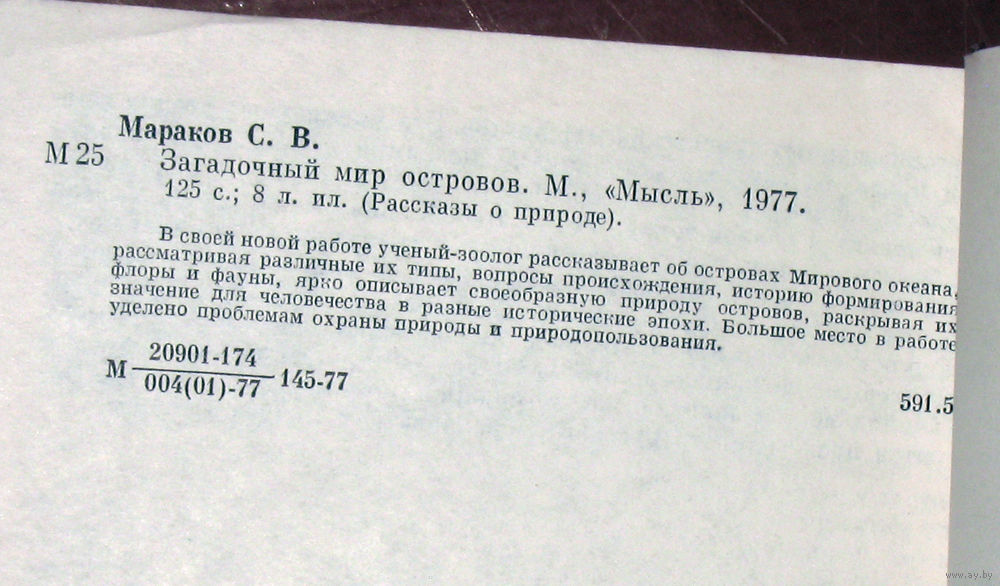 Мараков С. В.
М 25 Загадочный мир островов. М., «Мысль», 1977.
125 с.; 8 л. ил. (Рассказы о природе).
В своей новой работе ученый-зоолог рассказывает об островах Мирового океана,
рассматривая различные их типы, вопросы происхождения, историю формирования
флоры и фауны, ярко описывает своеобразную природу островов, раскрывая их
значение для человечества в разные исторические эпохи. Большое место в работе
уделено проблемам охраны природы и природопользования.
М 20901-174
004(01)-77 145-77
591.5
www.ay.by